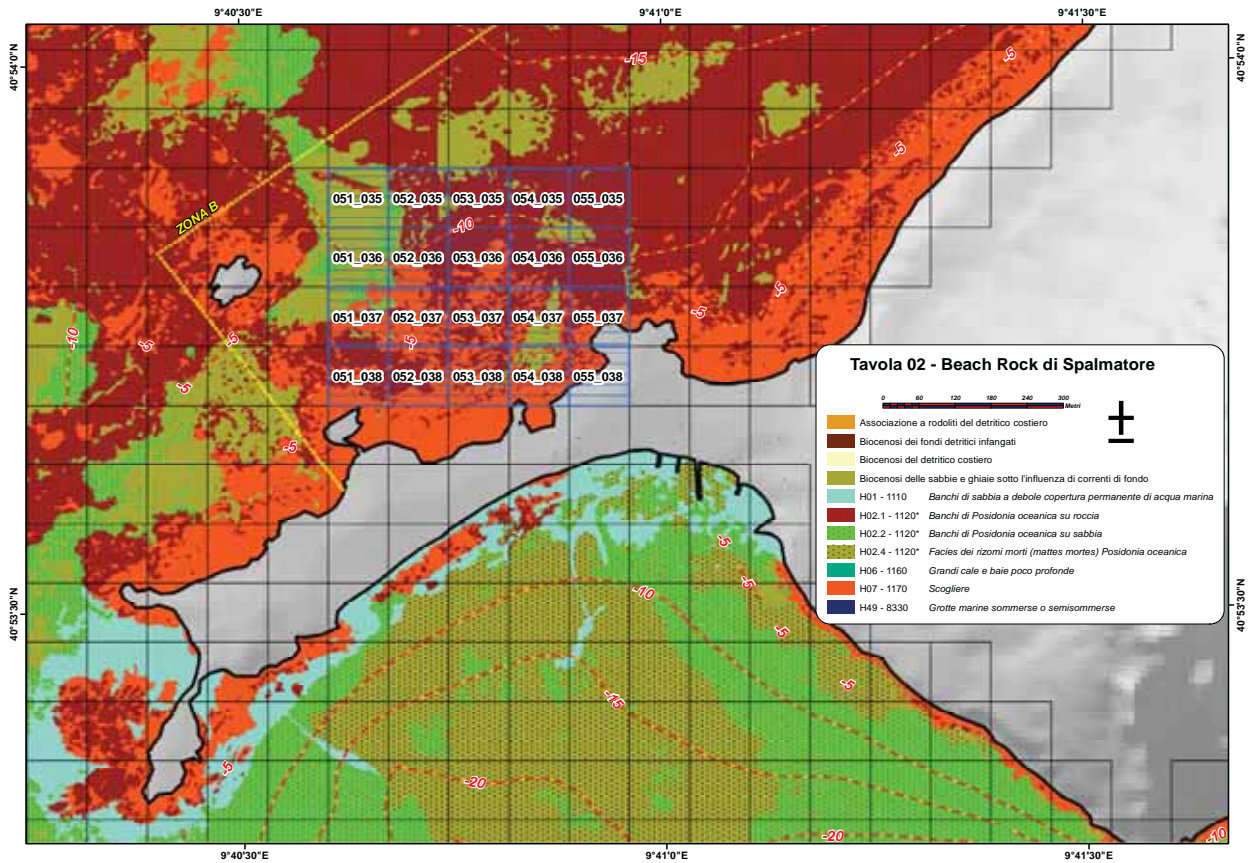 9°40'30"E
9°41'0"E
9°41'30"E
40°54'0"N
40°54'0"N
-15
-5
-5
ZONA B
051_035 052_035 053_035 054_035 055_035
-10
051_036 052_036 053_036 054_036 055_036
-5
-5
051_037 052_037 053_037 054_037 055_037
-10
-5
-5
-5
051_038 052_038 053_038 054_038 055_038
-5
-5
Tavola 02 - Beach Rock di Spalmatore
0 60 120 180 240 300
Metri
Associazione a rodoliti del detritico costiero
Biocenosi dei fondi detritici infangati
Biocenosi del detritico costiero
Biocenosi delle sabbie e ghiaie sotto l'influenza di correnti di fondo
H01 - 1110 Banchi di sabbia a debole copertura permanente di acqua marina
H02.1 - 1120* Banchi di Posidonia oceanica su roccia
H02.2 - 1120* Banchi di Posidonia oceanica su sabbia
H02.4 - 1120* Facies dei rizomi morti (mattes mortes) Posidonia oceanica
H06 - 1160 Grandi cale e baie poco profonde
H07 - 1170 Scogliere
H49 - 8330 Grotte marine sommerse o semisommerse
-5
-5
-10
-5
-5
-15
-5
-20
-20
-10
40°53'30"N
40°53'30"N
9°40'30"E
9°41'0"E
9°41'30"E